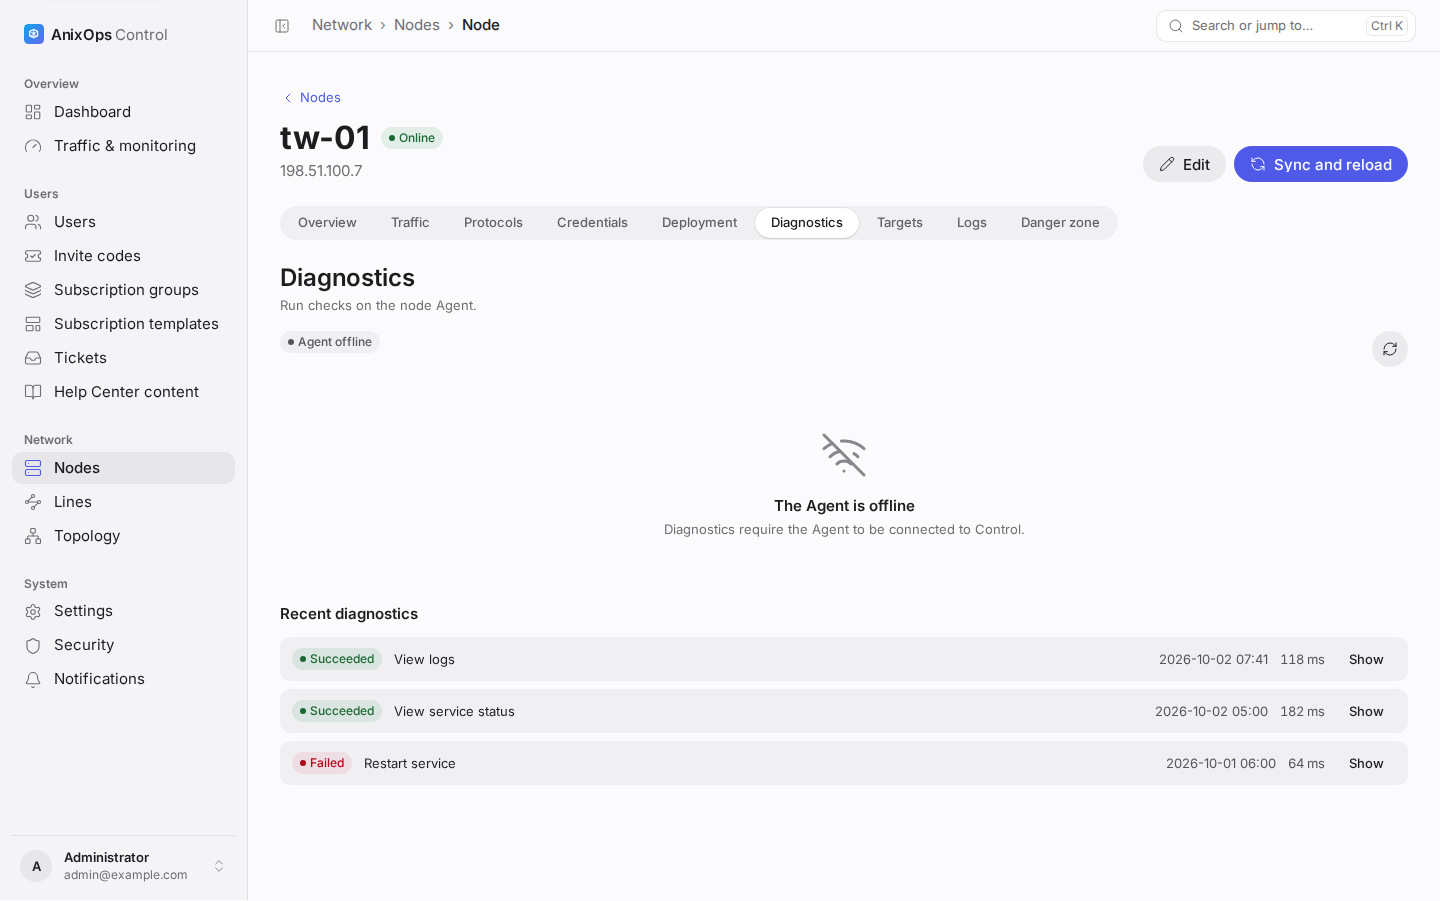 AnixOps Control
Network › Nodes › Node
Search or jump to...
Ctrl K
Overview
Dashboard
Traffic & monitoring
Users
Users
Invite codes
Subscription groups
Subscription templates
Tickets
Help Center content
Network
Nodes
Lines
Topology
System
Settings
Security
Notifications
A
Administrator
admin@example.com
Nodes
tw-01
Online
198.51.100.7
Edit
Sync and reload
Overview
Traffic
Protocols
Credentials
Deployment
Diagnostics
Targets
Logs
Danger zone
Diagnostics
Run checks on the node Agent.
Agent offline
The Agent is offline
Diagnostics require the Agent to be connected to Control.
Recent diagnostics
Succeeded View logs 2026-10-02 07:41 118 ms Show
Succeeded View service status 2026-10-02 05:00 182 ms Show
Failed Restart service 2026-10-01 06:00 64 ms Show